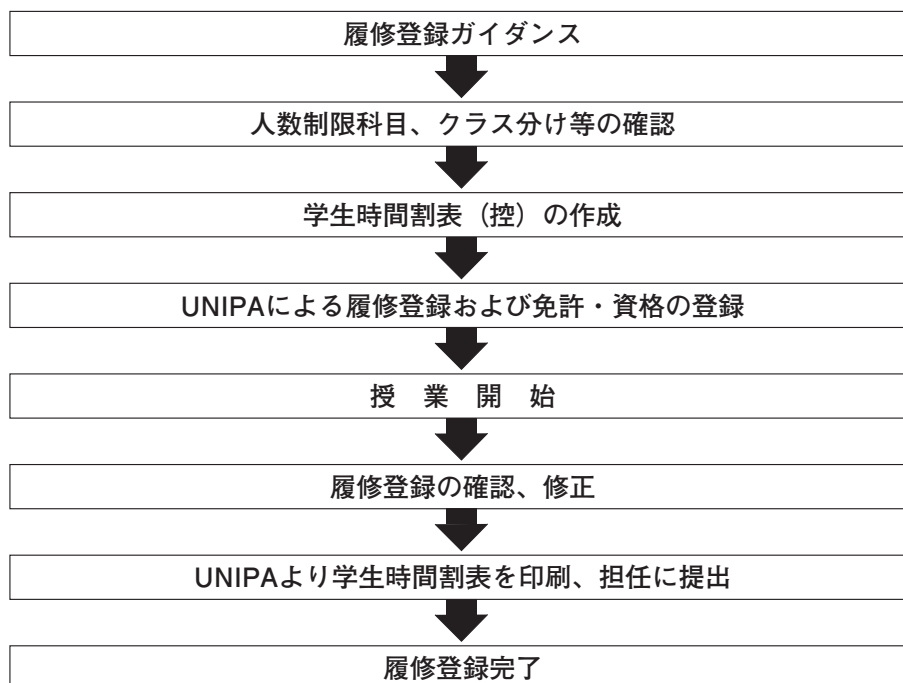 履修登録ガイダンス
人数制限科目、クラス分け等の確認
学生時間割表（控）の作成
UNIPAによる履修登録および免許・資格の登録
授　業　開　始
履修登録の確認、修正
UNIPAより学生時間割表を印刷、担任に提出
履修登録完了